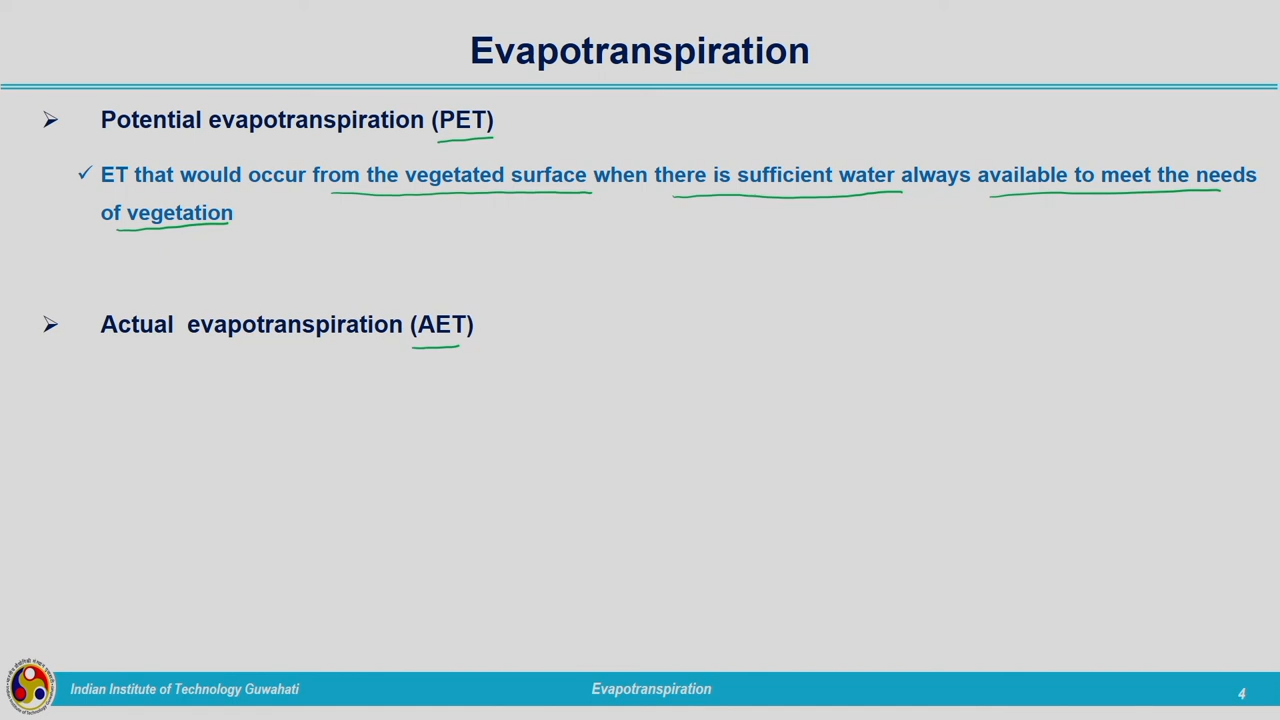 Evapotranspiration
➢ Potential evapotranspiration (PET)
✓ ET that would occur from the vegetated surface when there is sufficient water always available to meet the needs
of vegetation
➢ Actual evapotranspiration (AET)
Indian Institute of Technology Guwahati
Evapotranspiration
4